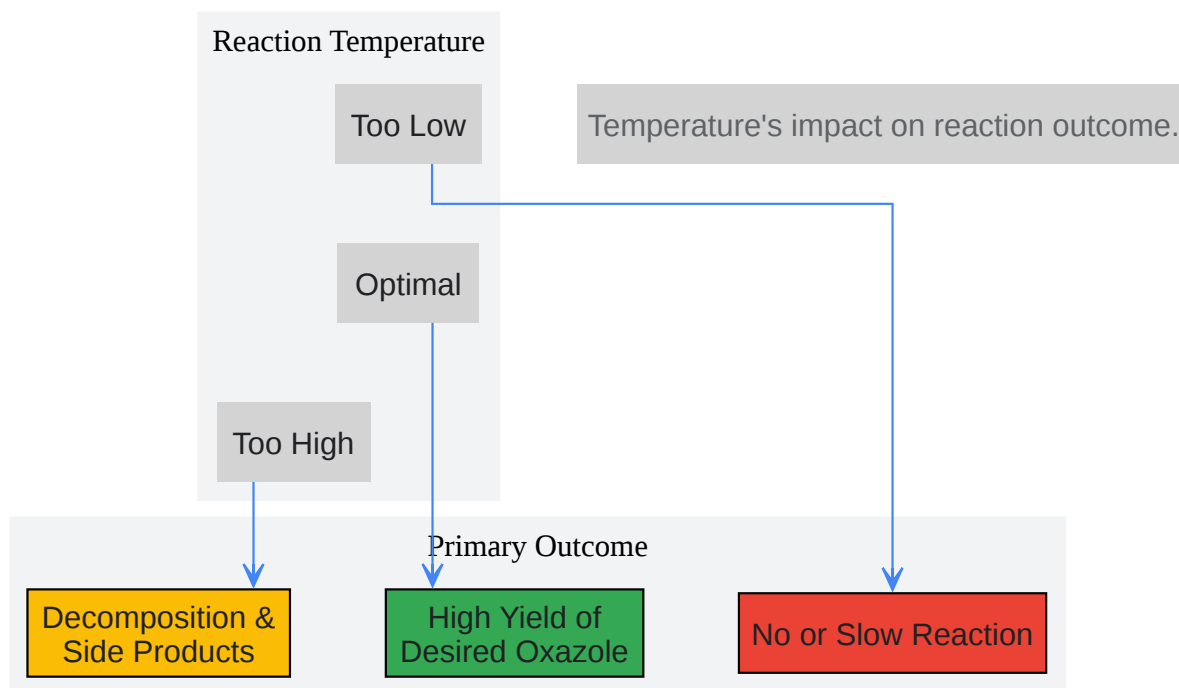 Reaction Temperature
Too Low
Temperature's impact on reaction outcome.
Optimal
Too High
Primary Outcome
Decomposition &
Side Products
High Yield of
Desired Oxazole
No or Slow Reaction